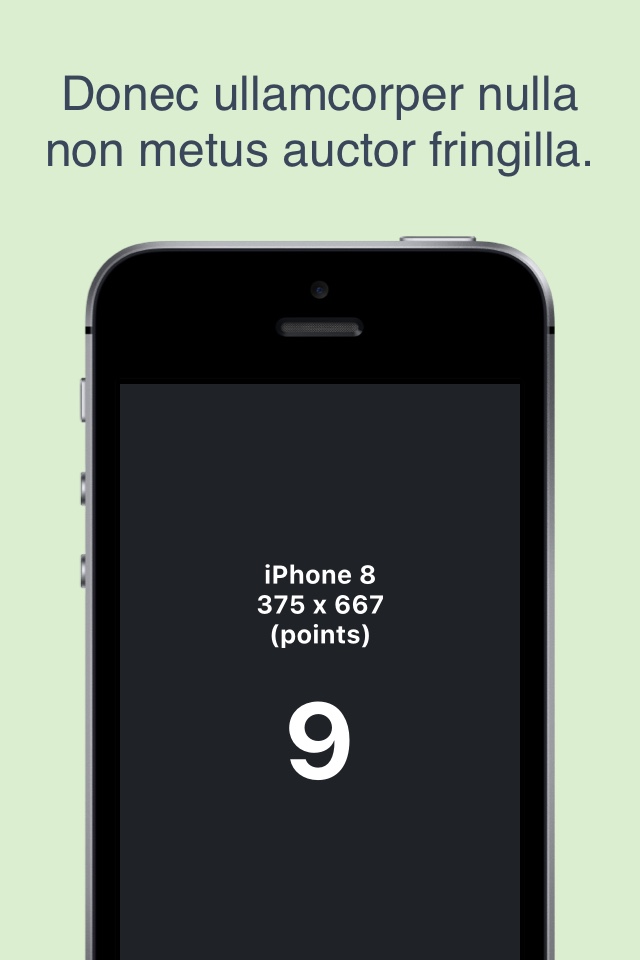 Donec ullamcorper nulla
non metus auctor fringilla.
iPhone 8
375 x 667
(points)
9